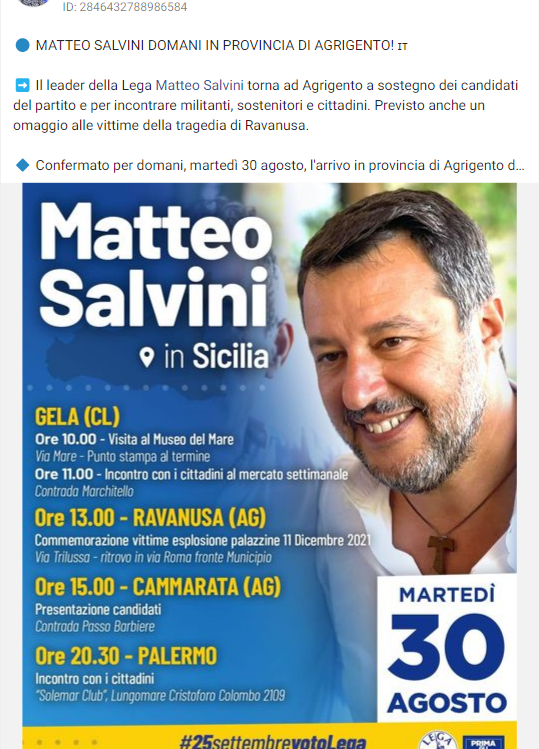 ID: 2846432788986584
MATTEO SALVINI DOMANI IN PROVINCIA DI AGRIGENTO! IT
Il leader della Lega Matteo Salvini torna ad Agrigento a sostegno dei candidati
del partito e per incontrare militanti, sostenitori e cittadini. Previsto anche un
omaggio alle vittime della tragedia di Ravanusa.
Confermato per domani, martedì 30 agosto, l'arrivo in provincia di Agrigento d...
Matteo
Salvini
in Sicilia
GELA (CL)
Ore 10.00 - Visita al Museo del Mare
Via Mare - Punto stampa al termine
Ore 11.00 - Incontro con i cittadini al mercato settimanale
Contrada Marchitello
Ore 13.00 - RAVANUSA (AG)
Commemorazione vittime esplosione palazzine 11 Dicembre 2021
Via Trilussa - ritrovo in via Roma fronte Municipio
Ore 15.00 - CAMMARATA (AG)
Presentazione candidati
Contrada Passo Barbiere
Ore 20.30 - PALERMO
Incontro con i cittadini
"Solemar Club", Lungomare Cristoforo Colombo 2109
MARTEDÌ
30
AGOSTO
#25settembrevotoLega
LEGA
PRIMA